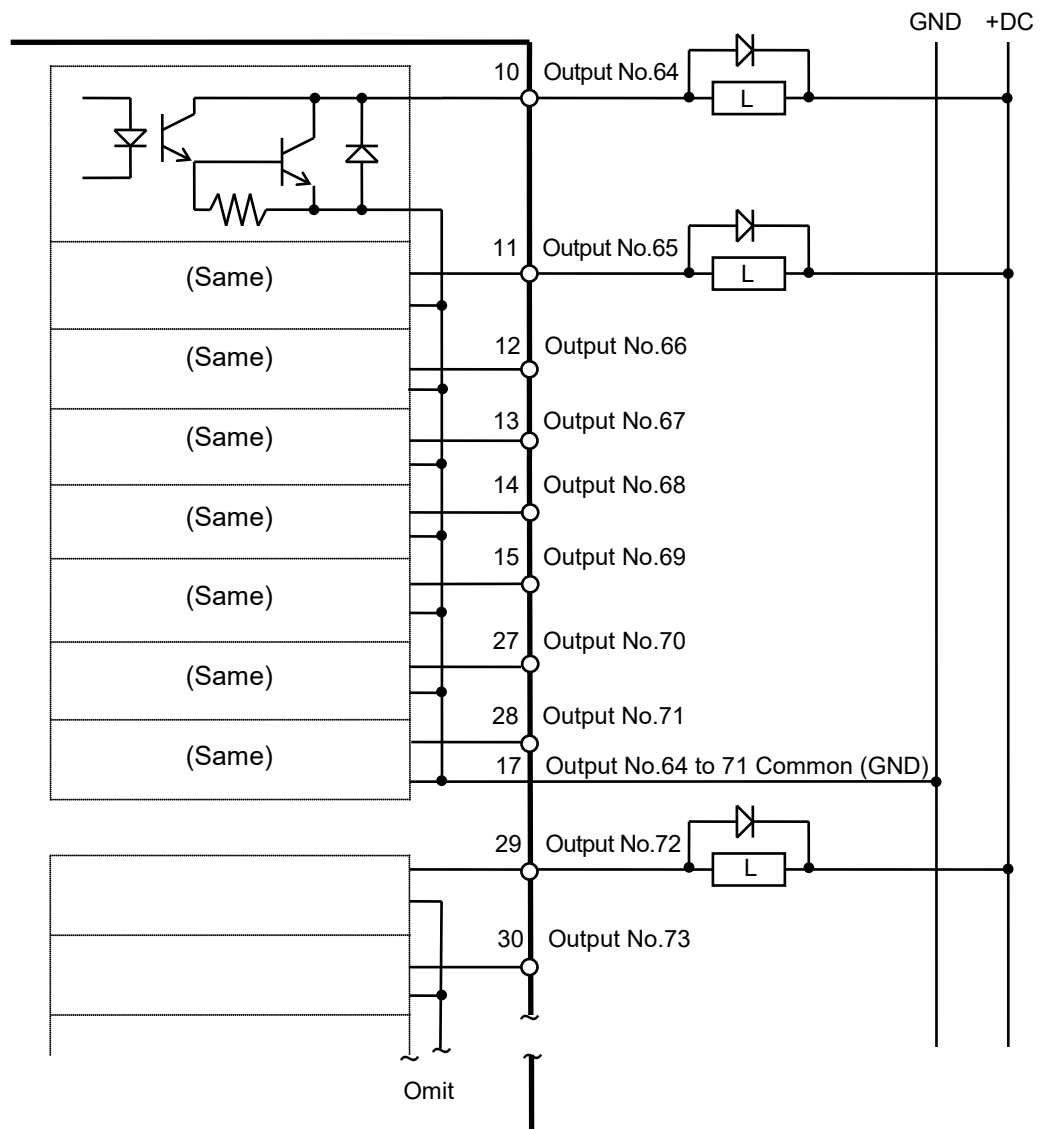 GND +DC
10 Output No.64
L
11 Output No.65
L
(Same)
12 Output No.66
(Same)
13 Output No.67
(Same)
14 Output No.68
(Same)
15 Output No.69
(Same)
27 Output No.70
(Same)
28 Output No.71
(Same)
17 Output No.64 to 71 Common (GND)
29 Output No.72
L
30 Output No.73
Omit